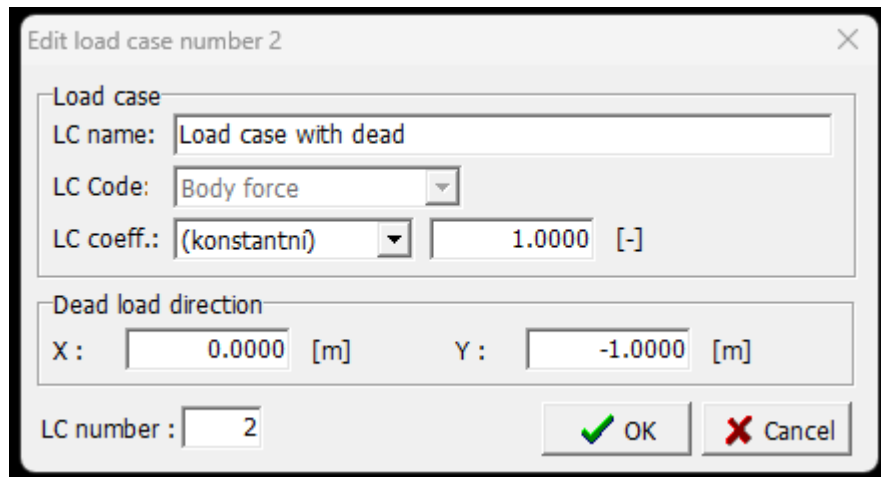 Edit load case number 2
Load case
LC name: Load case with dead
LC Code: Body force
LC coeff.: (konstantní) 1.0000 [-]
Dead load direction
X : 0.0000 [m] Y : -1.0000 [m]
LC number : 2 OK Cancel